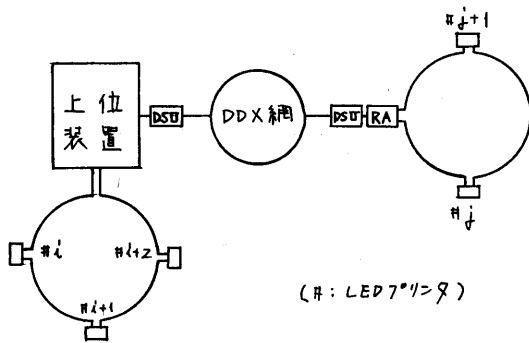 #j+1
上位
装置
DSU
DDX網
DSU
RA
#j
#i
#i+2
#i+1
(#: LEDプリンタ)